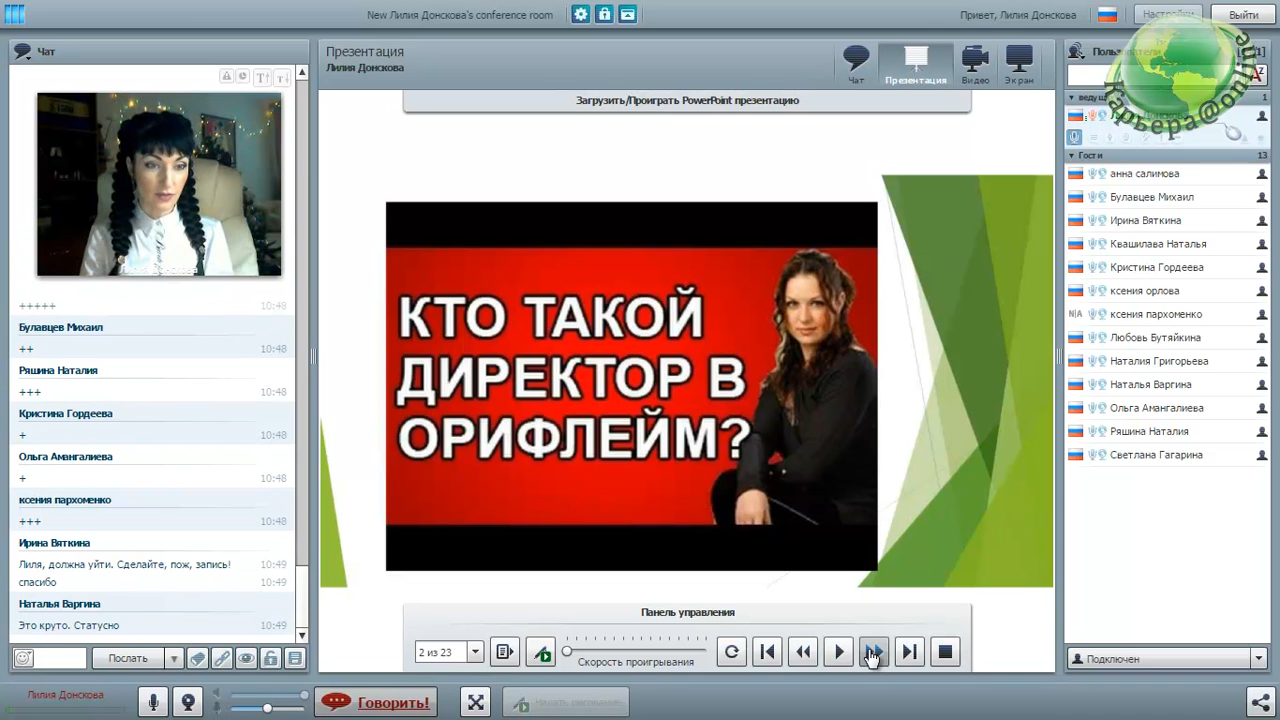 New Лилия Донскова's conference room
Привет, Лилия Донскова
Настройки
Выйти
Чат
+++++ 10:48
Булавцев Михаил
++ 10:48
Ряшина Наталия
+++ 10:48
Кристина Гордеева
+ 10:48
Ольга Амангалиева
+ 10:48
ксения пархоменко
+++ 10:48
Ирина Вяткина
Лиля, должна уйти. Сделайте, пож, запись! 10:49
спасибо 10:49
Наталья Варгина
Это круто. Статусно 10:49
Послать
Презентация
Лилия Донскова
Чат
Презентация
Видео
Экран
Загрузить/Проиграть PowerPoint презентацию
КТО ТАКОЙ
ДИРЕКТОР В
ОРИФЛЕЙМ?
Панель управления
2 из 23
Скорость проигрывания
карьера@online
Гости 13
анна салимова
Булавцев Михаил
Ирина Вяткина
Квашилава Наталья
Кристина Гордеева
ксения орлова
N/A ксения пархоменко
Любовь Бутяйкина
Наталия Григорьева
Наталья Варгина
Ольга Амангалиева
Ряшина Наталия
Светлана Гагарина
Подключен
Лилия Донскова
Говорить!